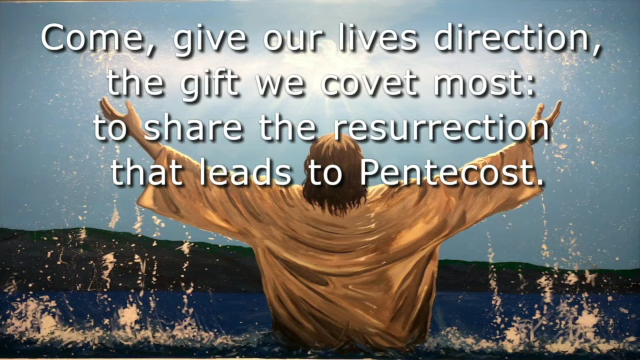 Come, give our lives direction,
the gift we covet most:
to share the resurrection
that leads to Pentecost.